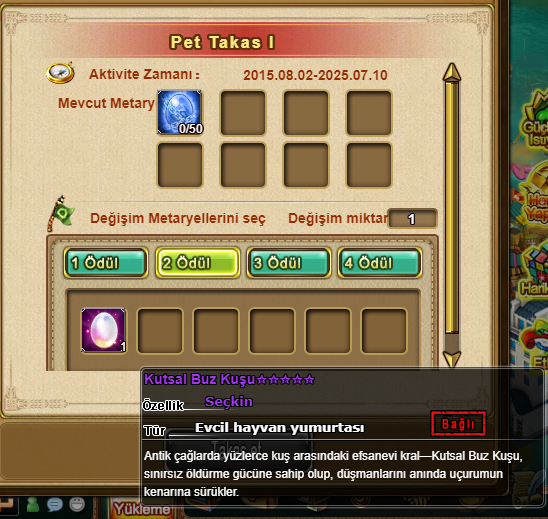 Pet Takas I
Aktivite Zamanı: 2015.08.02-2025.07.10
Mevcut Metary
0/50
Değişim Metaryellerini seç Değişim miktar 1
1 Ödül 2 Ödül 3 Ödül 4 Ödül
1
Kutsal Buz Kuşu☆☆☆☆☆
Özellik Seçkin
Tür Evcil hayvan yumurtası
Bağlı
Antik çağlarda yüzlerce kuş arasındaki efsanevi kral—Kutsal Buz Kuşu,
sınırsız öldürme gücüne sahip olup, düşmanlarını anında uçurumun
kenarına sürükler.
Yükleme